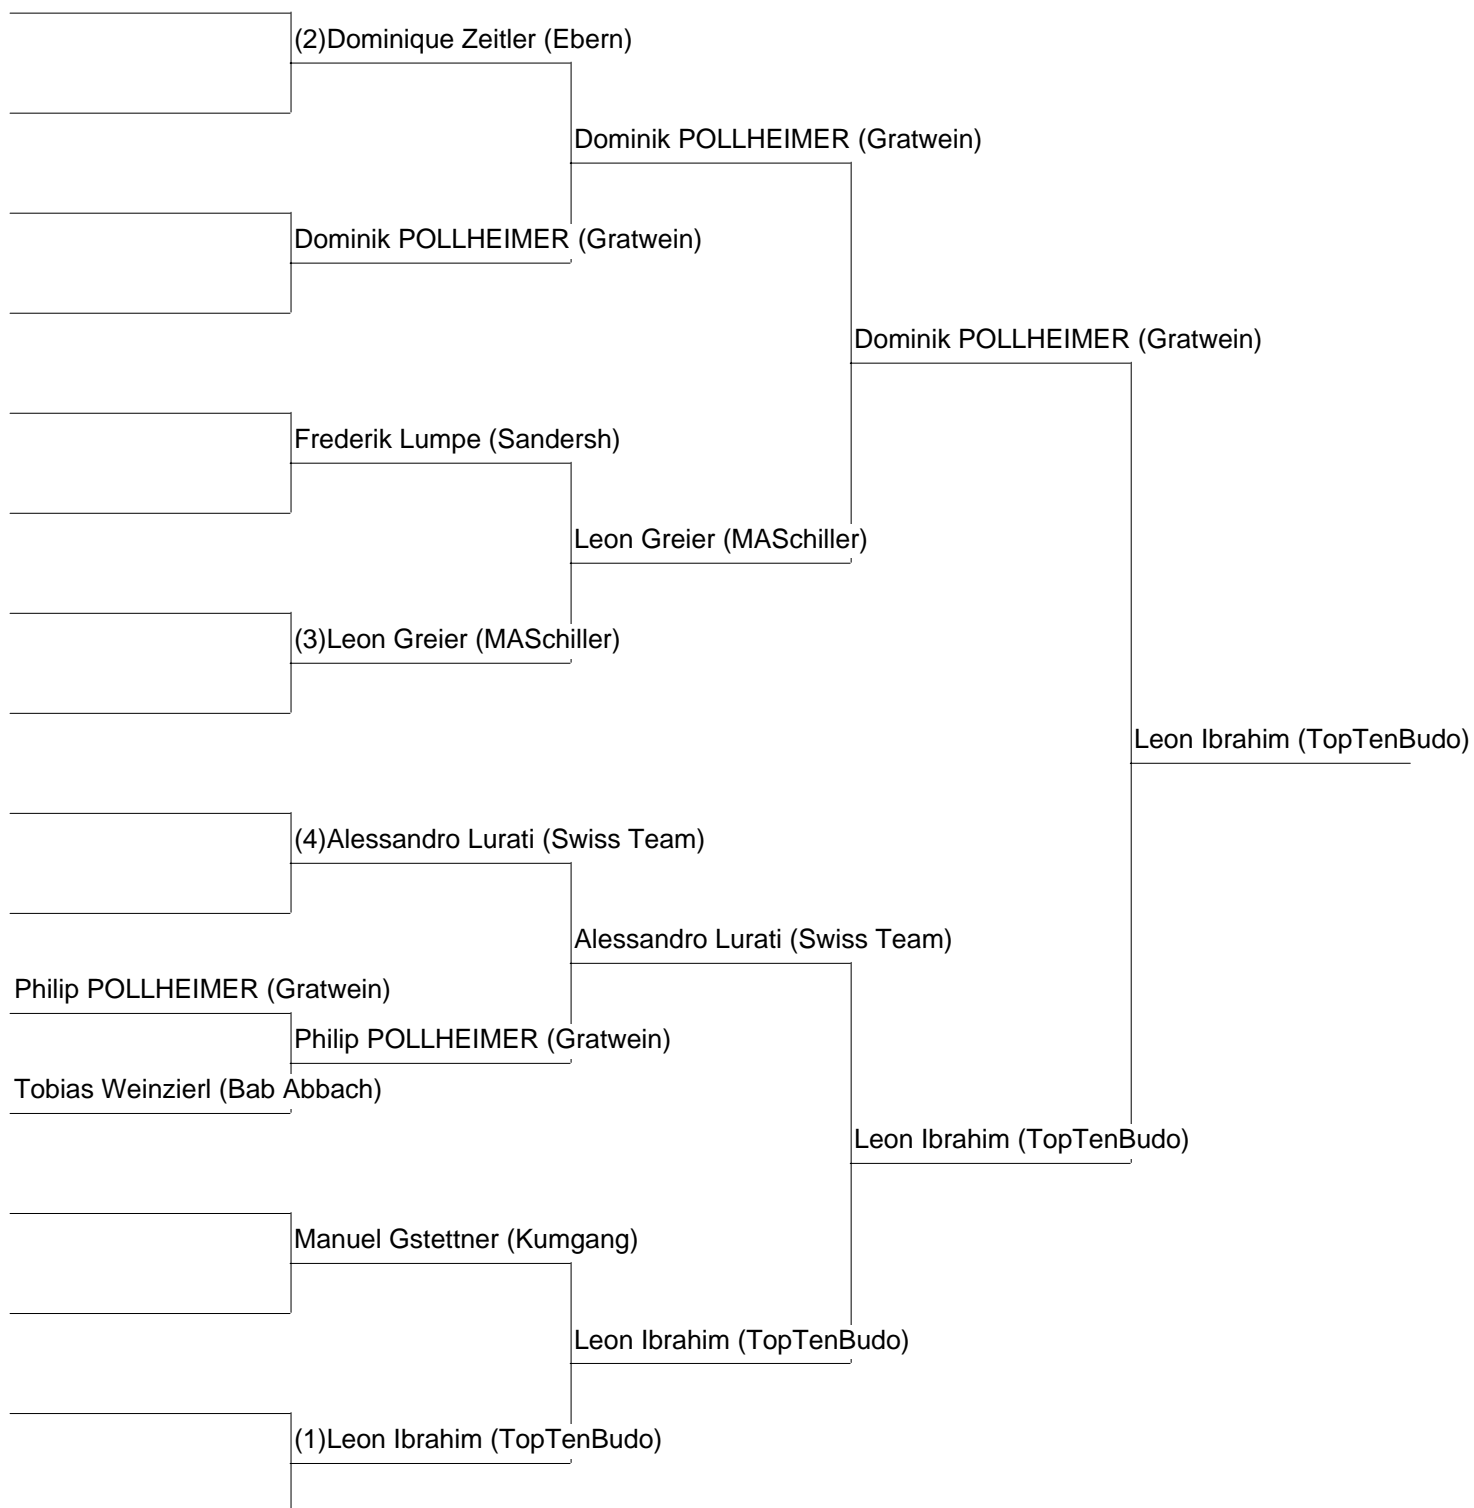 (2)Dominique Zeitler (Ebern)
Dominik POLLHEIMER (Gratwein)
Dominik POLLHEIMER (Gratwein)
Dominik POLLHEIMER (Gratwein)
Frederik Lumpe (Sandersh)
Leon Greier (MASchiller)
(3)Leon Greier (MASchiller)
Leon Ibrahim (TopTenBudo)
(4)Alessandro Lurati (Swiss Team)
Alessandro Lurati (Swiss Team)
Philip POLLHEIMER (Gratwein)
Philip POLLHEIMER (Gratwein)
Tobias Weinzierl (Bab Abbach)
Leon Ibrahim (TopTenBudo)
Manuel Gstettner (Kumgang)
Leon Ibrahim (TopTenBudo)
(1)Leon Ibrahim (TopTenBudo)